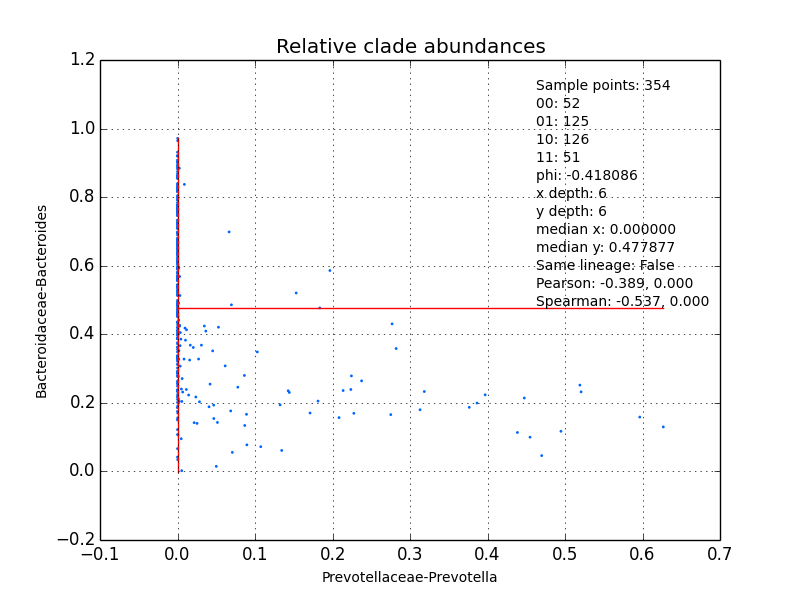 Relative clade abundances
1.2
1.0
0.8
0.6
0.4
0.2
0.0
−0.2
Bacteroidaceae-Bacteroides
Sample points: 354
00: 52
01: 125
10: 126
11: 51
phi: -0.418086
x depth: 6
y depth: 6
median x: 0.000000
median y: 0.477877
Same lineage: False
Pearson: -0.389, 0.000
Spearman: -0.537, 0.000
−0.1 0.0 0.1 0.2 0.3 0.4 0.5 0.6 0.7
Prevotellaceae-Prevotella